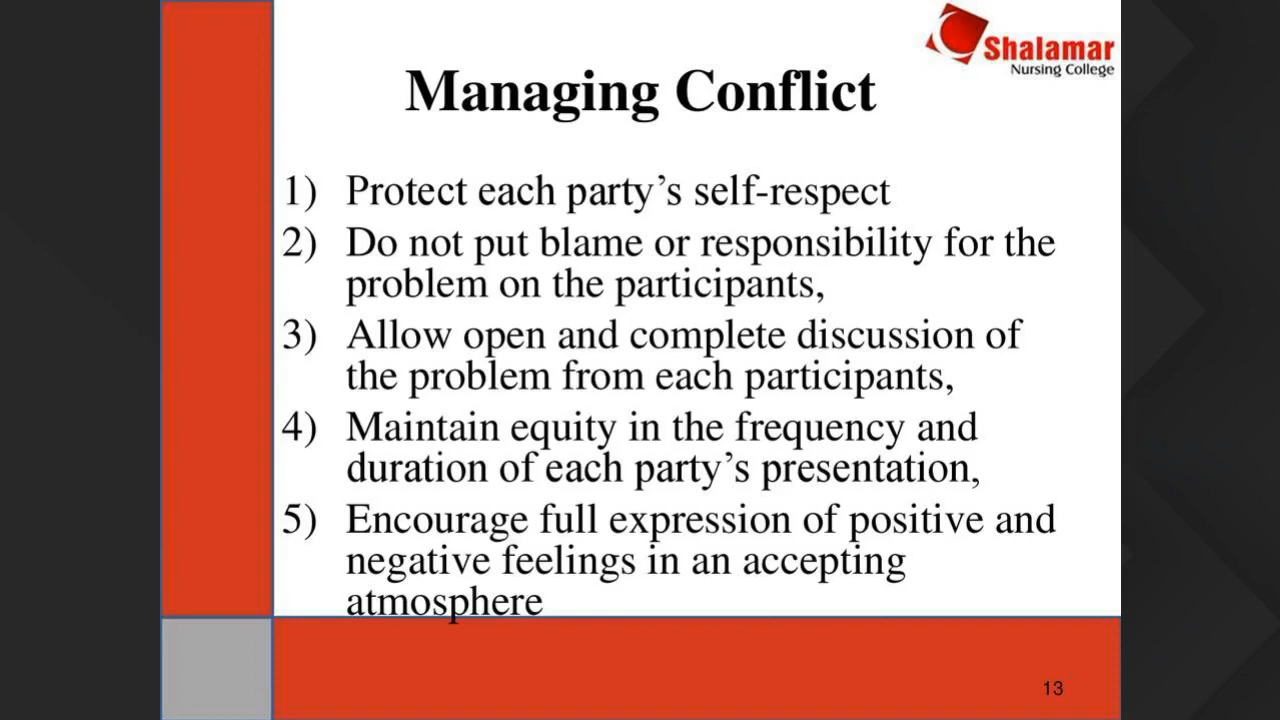 Shalamar
Nursing College
Managing Conflict
1) Protect each party’s self-respect
2) Do not put blame or responsibility for the
problem on the participants,
3) Allow open and complete discussion of
the problem from each participants,
4) Maintain equity in the frequency and
duration of each party’s presentation,
5) Encourage full expression of positive and
negative feelings in an accepting
atmosphere
13